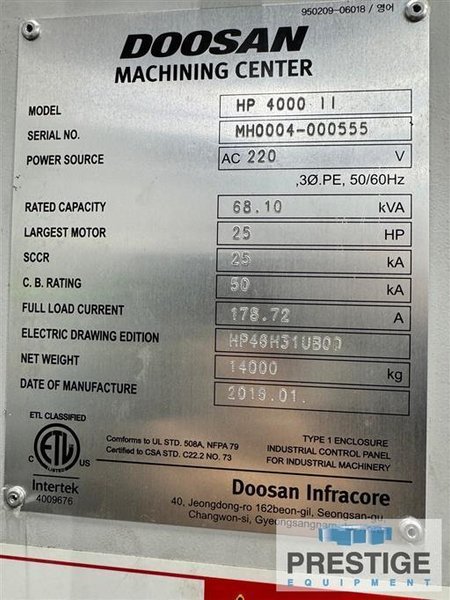 950209-06018 / 영어
DOOSAN
MACHINING CENTER
MODEL HP 4000 II
SERIAL NO. MH0004-000555
POWER SOURCE AC 220 V
,3Ø.PE, 50/60Hz
RATED CAPACITY 68.10 kVA
LARGEST MOTOR 25 HP
SCCR 25 kA
C. B. RATING 50 kA
FULL LOAD CURRENT 178.72 A
ELECTRIC DRAWING EDITION
NET WEIGHT 14000 kg
DATE OF MANUFACTURE 2016.01.
ETL CLASSIFIED
ETL
LISTED
C US
Intertek
4009676
Conforms to UL STD. 508A, NFPA 79
Certified to CSA STD. C22.2 NO. 73
TYPE 1 ENCLOSURE
INDUSTRIAL CONTROL PANEL
FOR INDUSTRIAL MACHINERY
Doosan Infracore
40, Jeongdong-ro 162beon-gil, Seongsan-gu,
Changwon-si,
PRESTIGE
EQUIPMENT